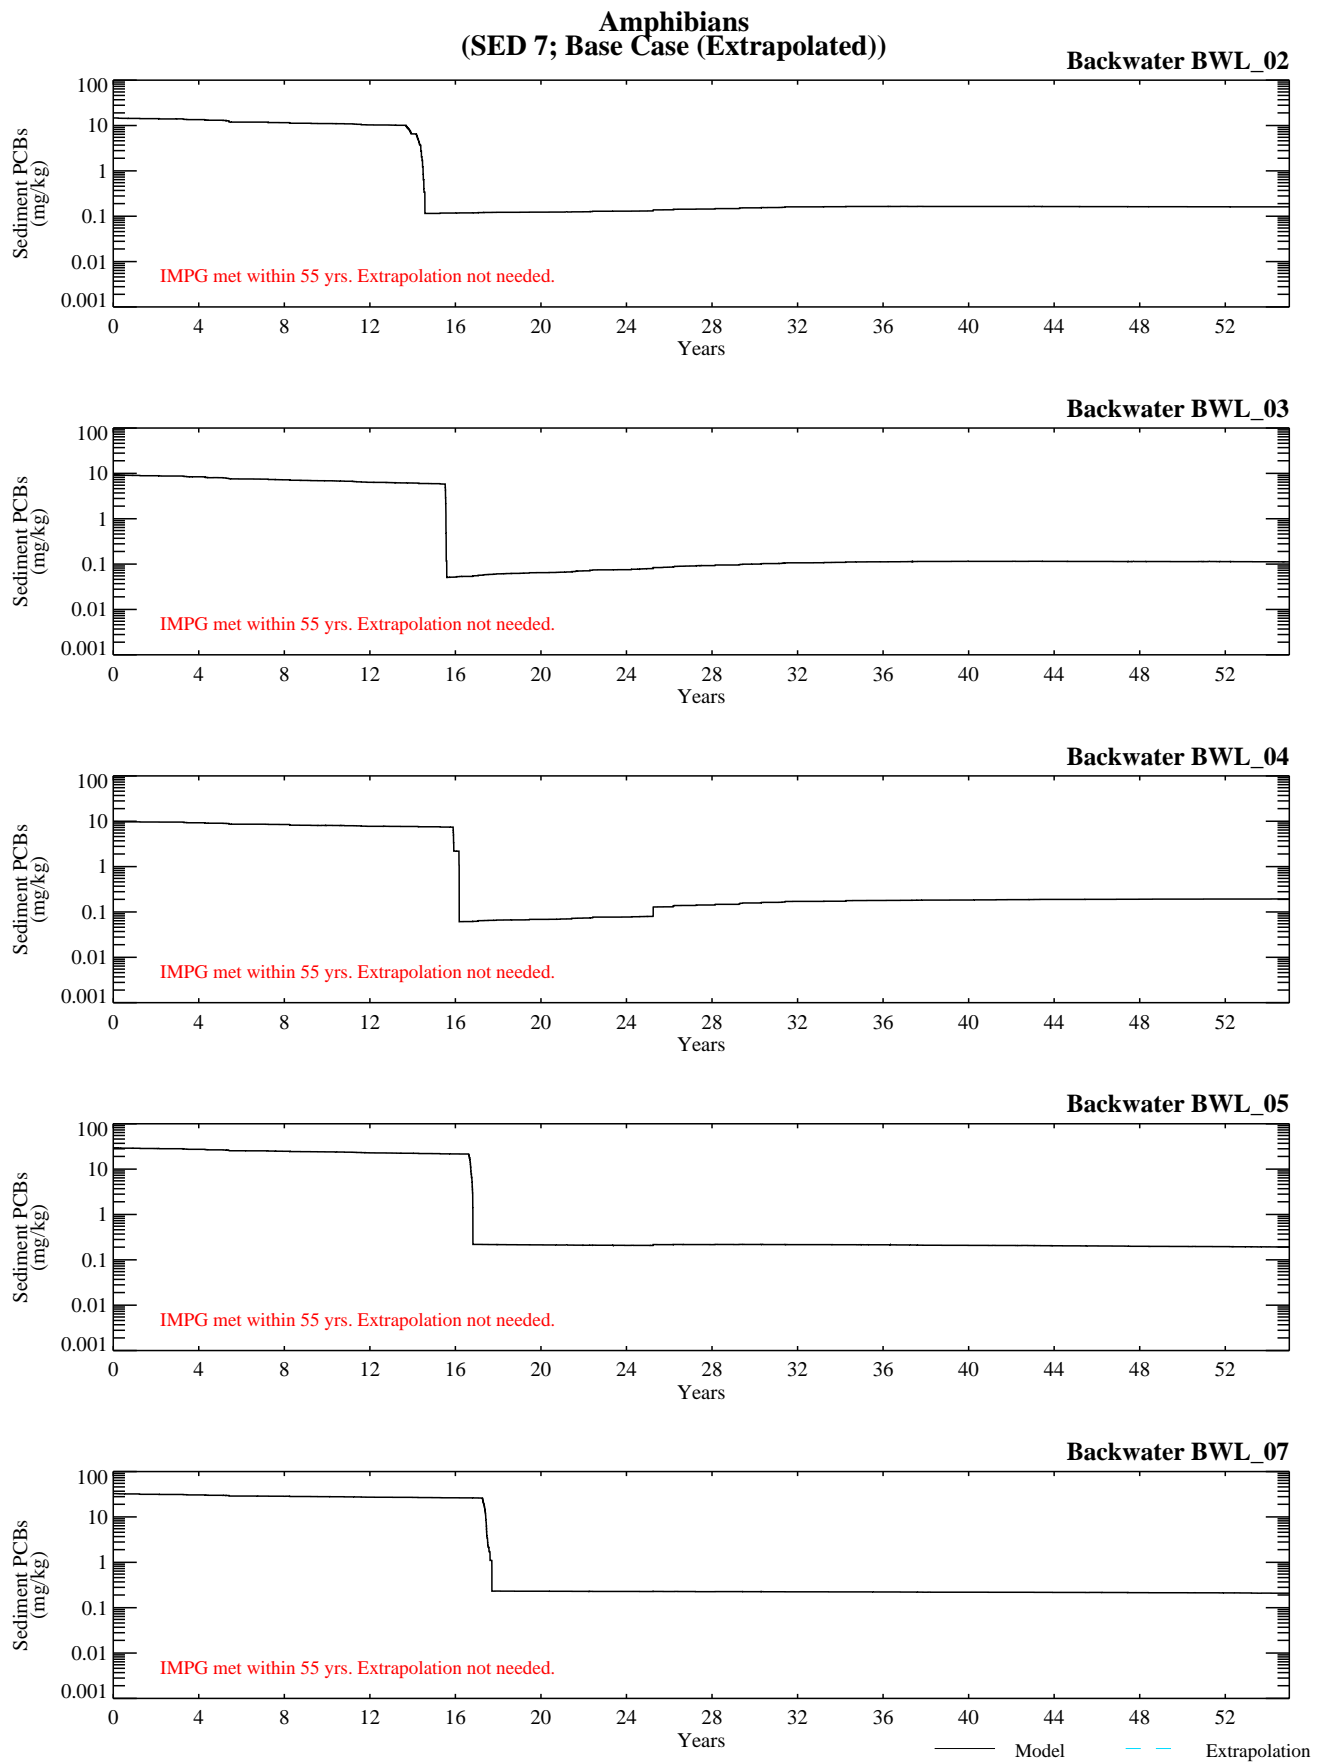 Amphibians
(SED 7; Base Case (Extrapolated))
Backwater BWL_02
Sediment PCBs
(mg/kg)
100
10
1
0.1
0.01
0.001
IMPG met within 55 yrs. Extrapolation not needed.
0 4 8 12 16 20 24 28 32 36 40 44 48 52
Years
Backwater BWL_03
Sediment PCBs
(mg/kg)
100
10
1
0.1
0.01
0.001
IMPG met within 55 yrs. Extrapolation not needed.
0 4 8 12 16 20 24 28 32 36 40 44 48 52
Years
Backwater BWL_04
Sediment PCBs
(mg/kg)
100
10
1
0.1
0.01
0.001
IMPG met within 55 yrs. Extrapolation not needed.
0 4 8 12 16 20 24 28 32 36 40 44 48 52
Years
Backwater BWL_05
Sediment PCBs
(mg/kg)
100
10
1
0.1
0.01
0.001
IMPG met within 55 yrs. Extrapolation not needed.
0 4 8 12 16 20 24 28 32 36 40 44 48 52
Years
Backwater BWL_07
Sediment PCBs
(mg/kg)
100
10
1
0.1
0.01
0.001
IMPG met within 55 yrs. Extrapolation not needed.
0 4 8 12 16 20 24 28 32 36 40 44 48 52
Years
Model Extrapolation